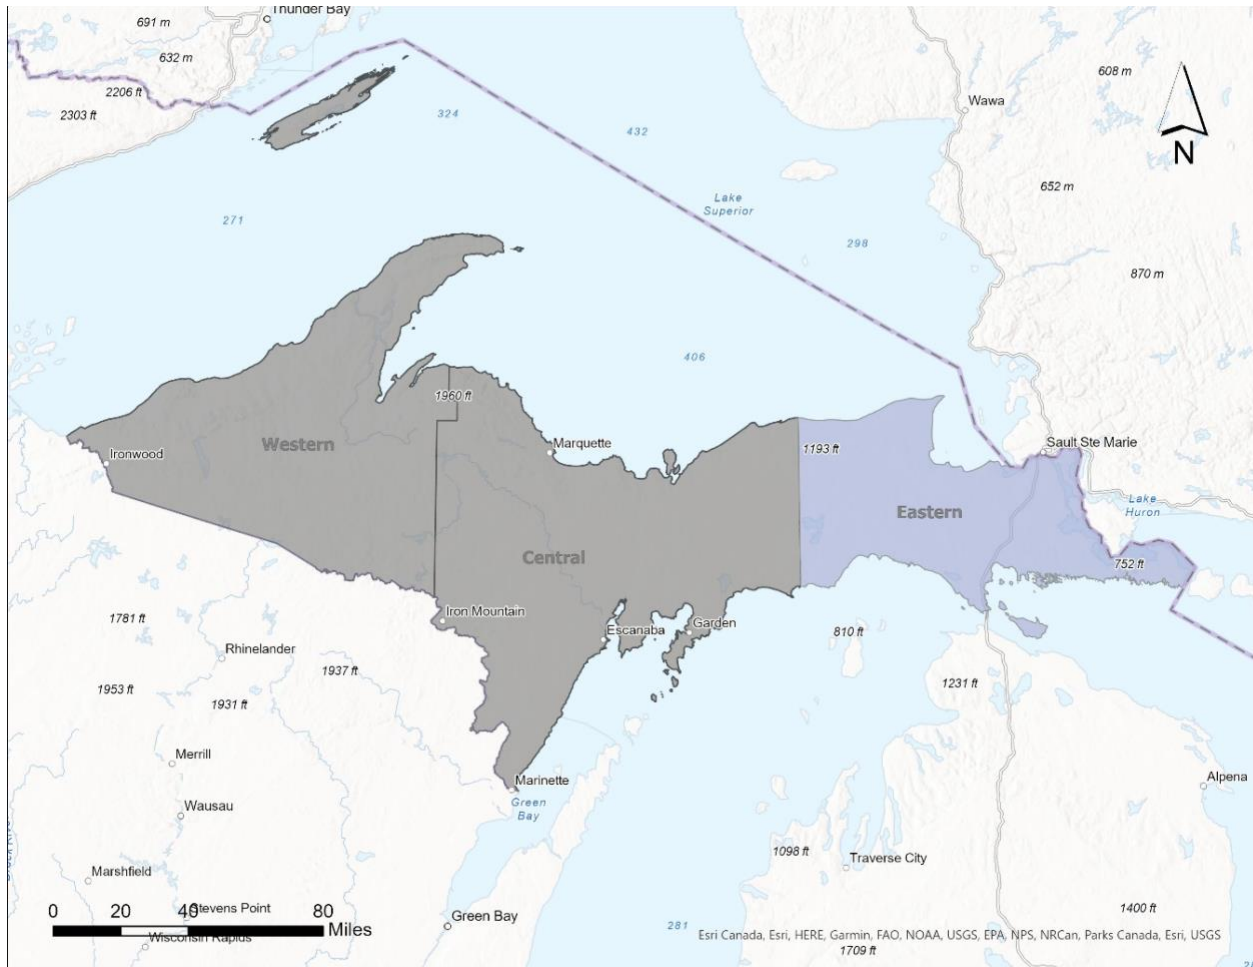 Thunder Bay
691 m
632 m
608 m
2206 ft
2303 ft
324
432
Wawa
N
652 m
Lake
Superior
271
298
870 m
406
1960 ft
Western
Marquette
1193 ft
Sault Ste Marie
Ironwood
Eastern
Lake
Huron
Central
752 ft
Iron Mountain
1781 ft
Escanaba
Garden
810 ft
Rhinelander
1937 ft
1953 ft
1931 ft
1231 ft
Merrill
Marinette
Alpena
Green
Bay
Wausau
1098 ft
Traverse City
Marshfield
0 20 40 80
Miles
Stevens Point
Green Bay
1400 ft
281
Esri Canada, Esri, HERE, Garmin, FAO, NOAA, USGS, EPA, NPS, NRCan, Parks Canada, Esri, USGS
Wisconsin Rapids
1709 ft